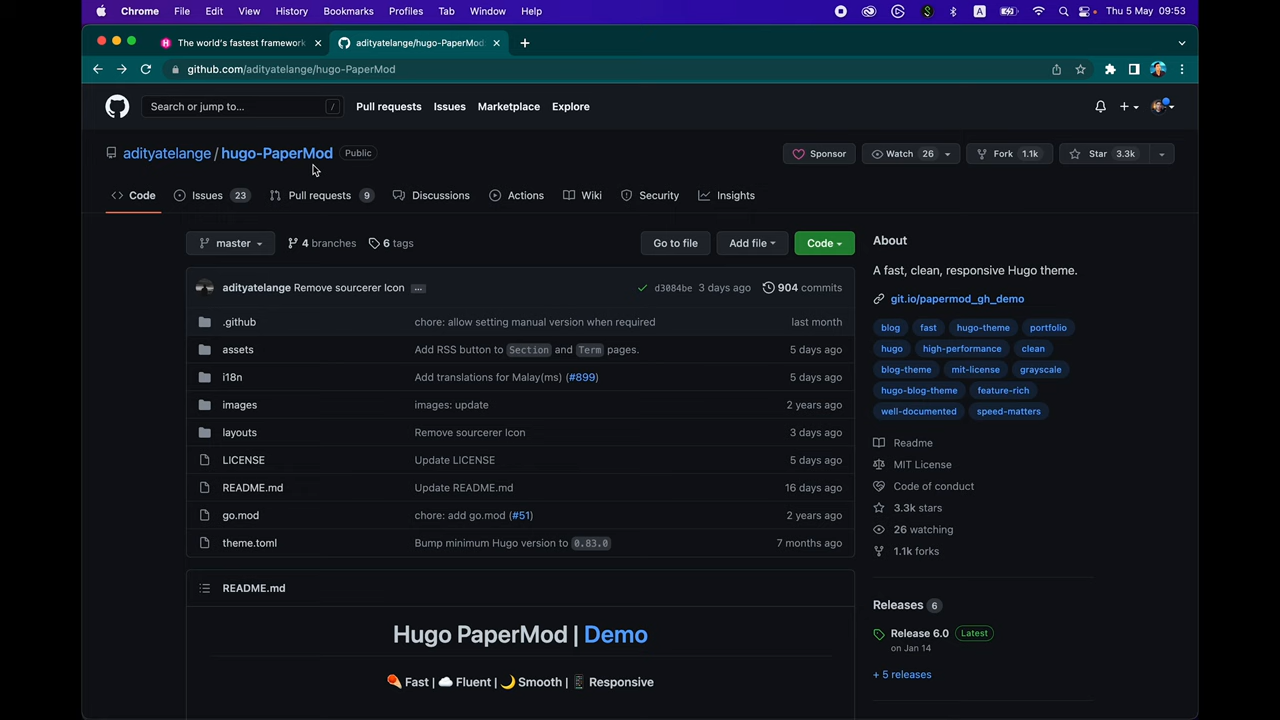 Chrome File Edit View History Bookmarks Profiles Tab Window Help A Thu 5 May 09:53
The world's fastest framework adityatelange/hugo-PaperMod:
github.com/adityatelange/hugo-PaperMod
Search or jump to... / Pull requests Issues Marketplace Explore
adityatelange / hugo-PaperMod Public Sponsor Watch 26 Fork 1.1k Star 3.3k
Code Issues 23 Pull requests 9 Discussions Actions Wiki Security Insights
master 4 branches 6 tags Go to file Add file Code
adityatelange Remove sourcerer Icon ... d3084be 3 days ago 904 commits
.github chore: allow setting manual version when required last month
assets Add RSS button to Section and Term pages. 5 days ago
i18n Add translations for Malay(ms) (#899) 5 days ago
images images: update 2 years ago
layouts Remove sourcerer Icon 3 days ago
LICENSE Update LICENSE 5 days ago
README.md Update README.md 16 days ago
go.mod chore: add go.mod (#51) 2 years ago
theme.toml Bump minimum Hugo version to 0.83.0 7 months ago
README.md
Hugo PaperMod | Demo
Fast | Fluent | Smooth | Responsive
About
A fast, clean, responsive Hugo theme.
git.io/papermod_gh_demo
blog fast hugo-theme portfolio
hugo high-performance clean
blog-theme mit-license grayscale
hugo-blog-theme feature-rich
well-documented speed-matters
Readme
MIT License
Code of conduct
3.3k stars
26 watching
1.1k forks
Releases 6
Release 6.0 Latest
on Jan 14
+ 5 releases